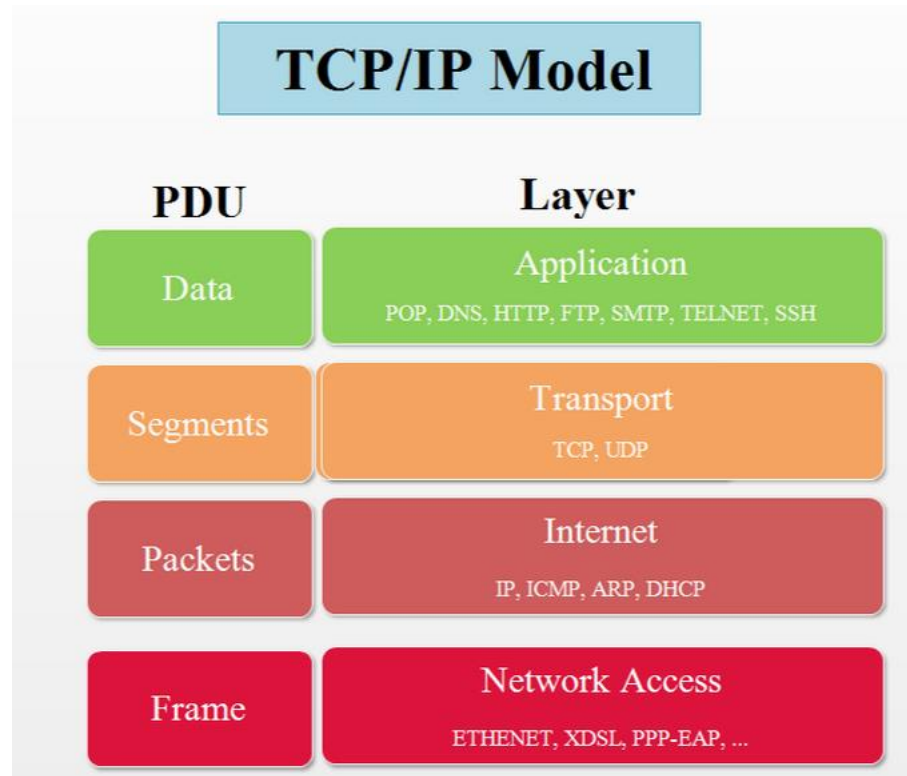 TCP/IP Model
PDU Layer
Data
Application
POP, DNS, HTTP, FTP, SMTP, TELNET, SSH
Segments
Transport
TCP, UDP
Packets
Internet
IP, ICMP, ARP, DHCP
Frame
Network Access
ETHENET, XDSL, PPP-EAP, ...